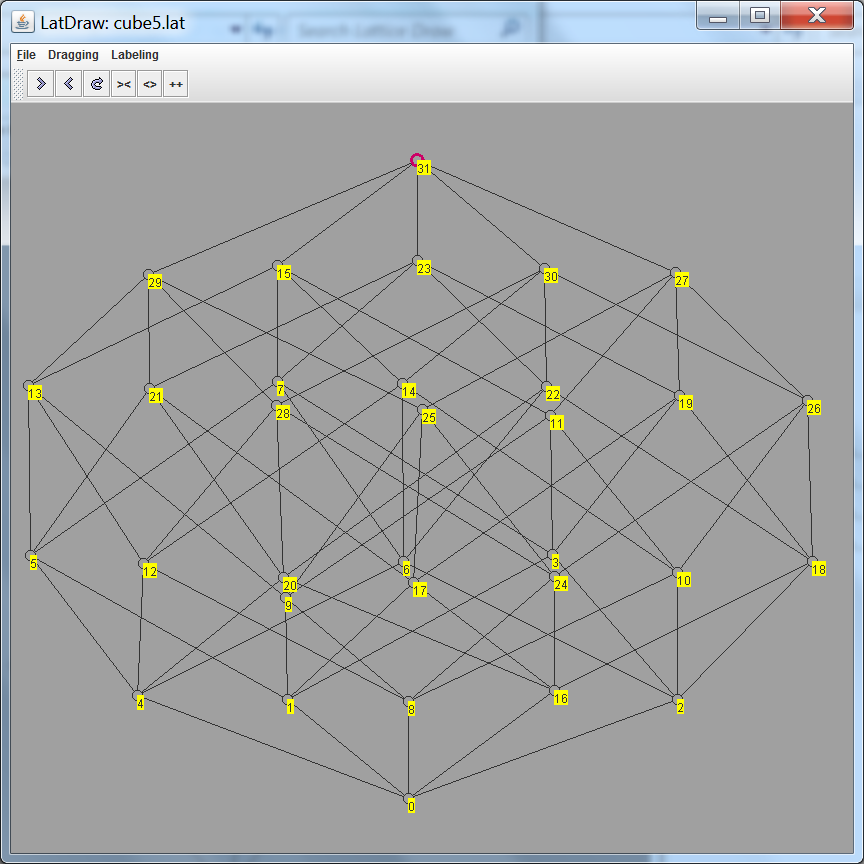 LatDraw: cube5.lat
Search Lattice Draw
File Dragging Labeling
>< <> ++
31
29 15 23 30 27
13 21 7 14 22 19 26
28 25 11
5 12 20 6 3 10 18
9 17 24
4 1 8 16 2
0